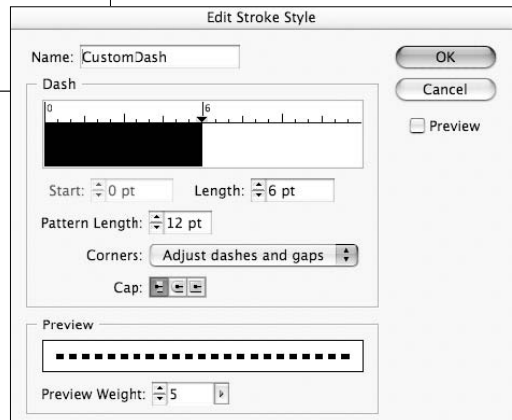 Edit Stroke Style
Name: CustomDash
OK
Cancel
Preview
Dash
0 6
Start: 0 pt Length: 6 pt
Pattern Length: 12 pt
Corners: Adjust dashes and gaps
Cap:
Preview
Preview Weight: 5